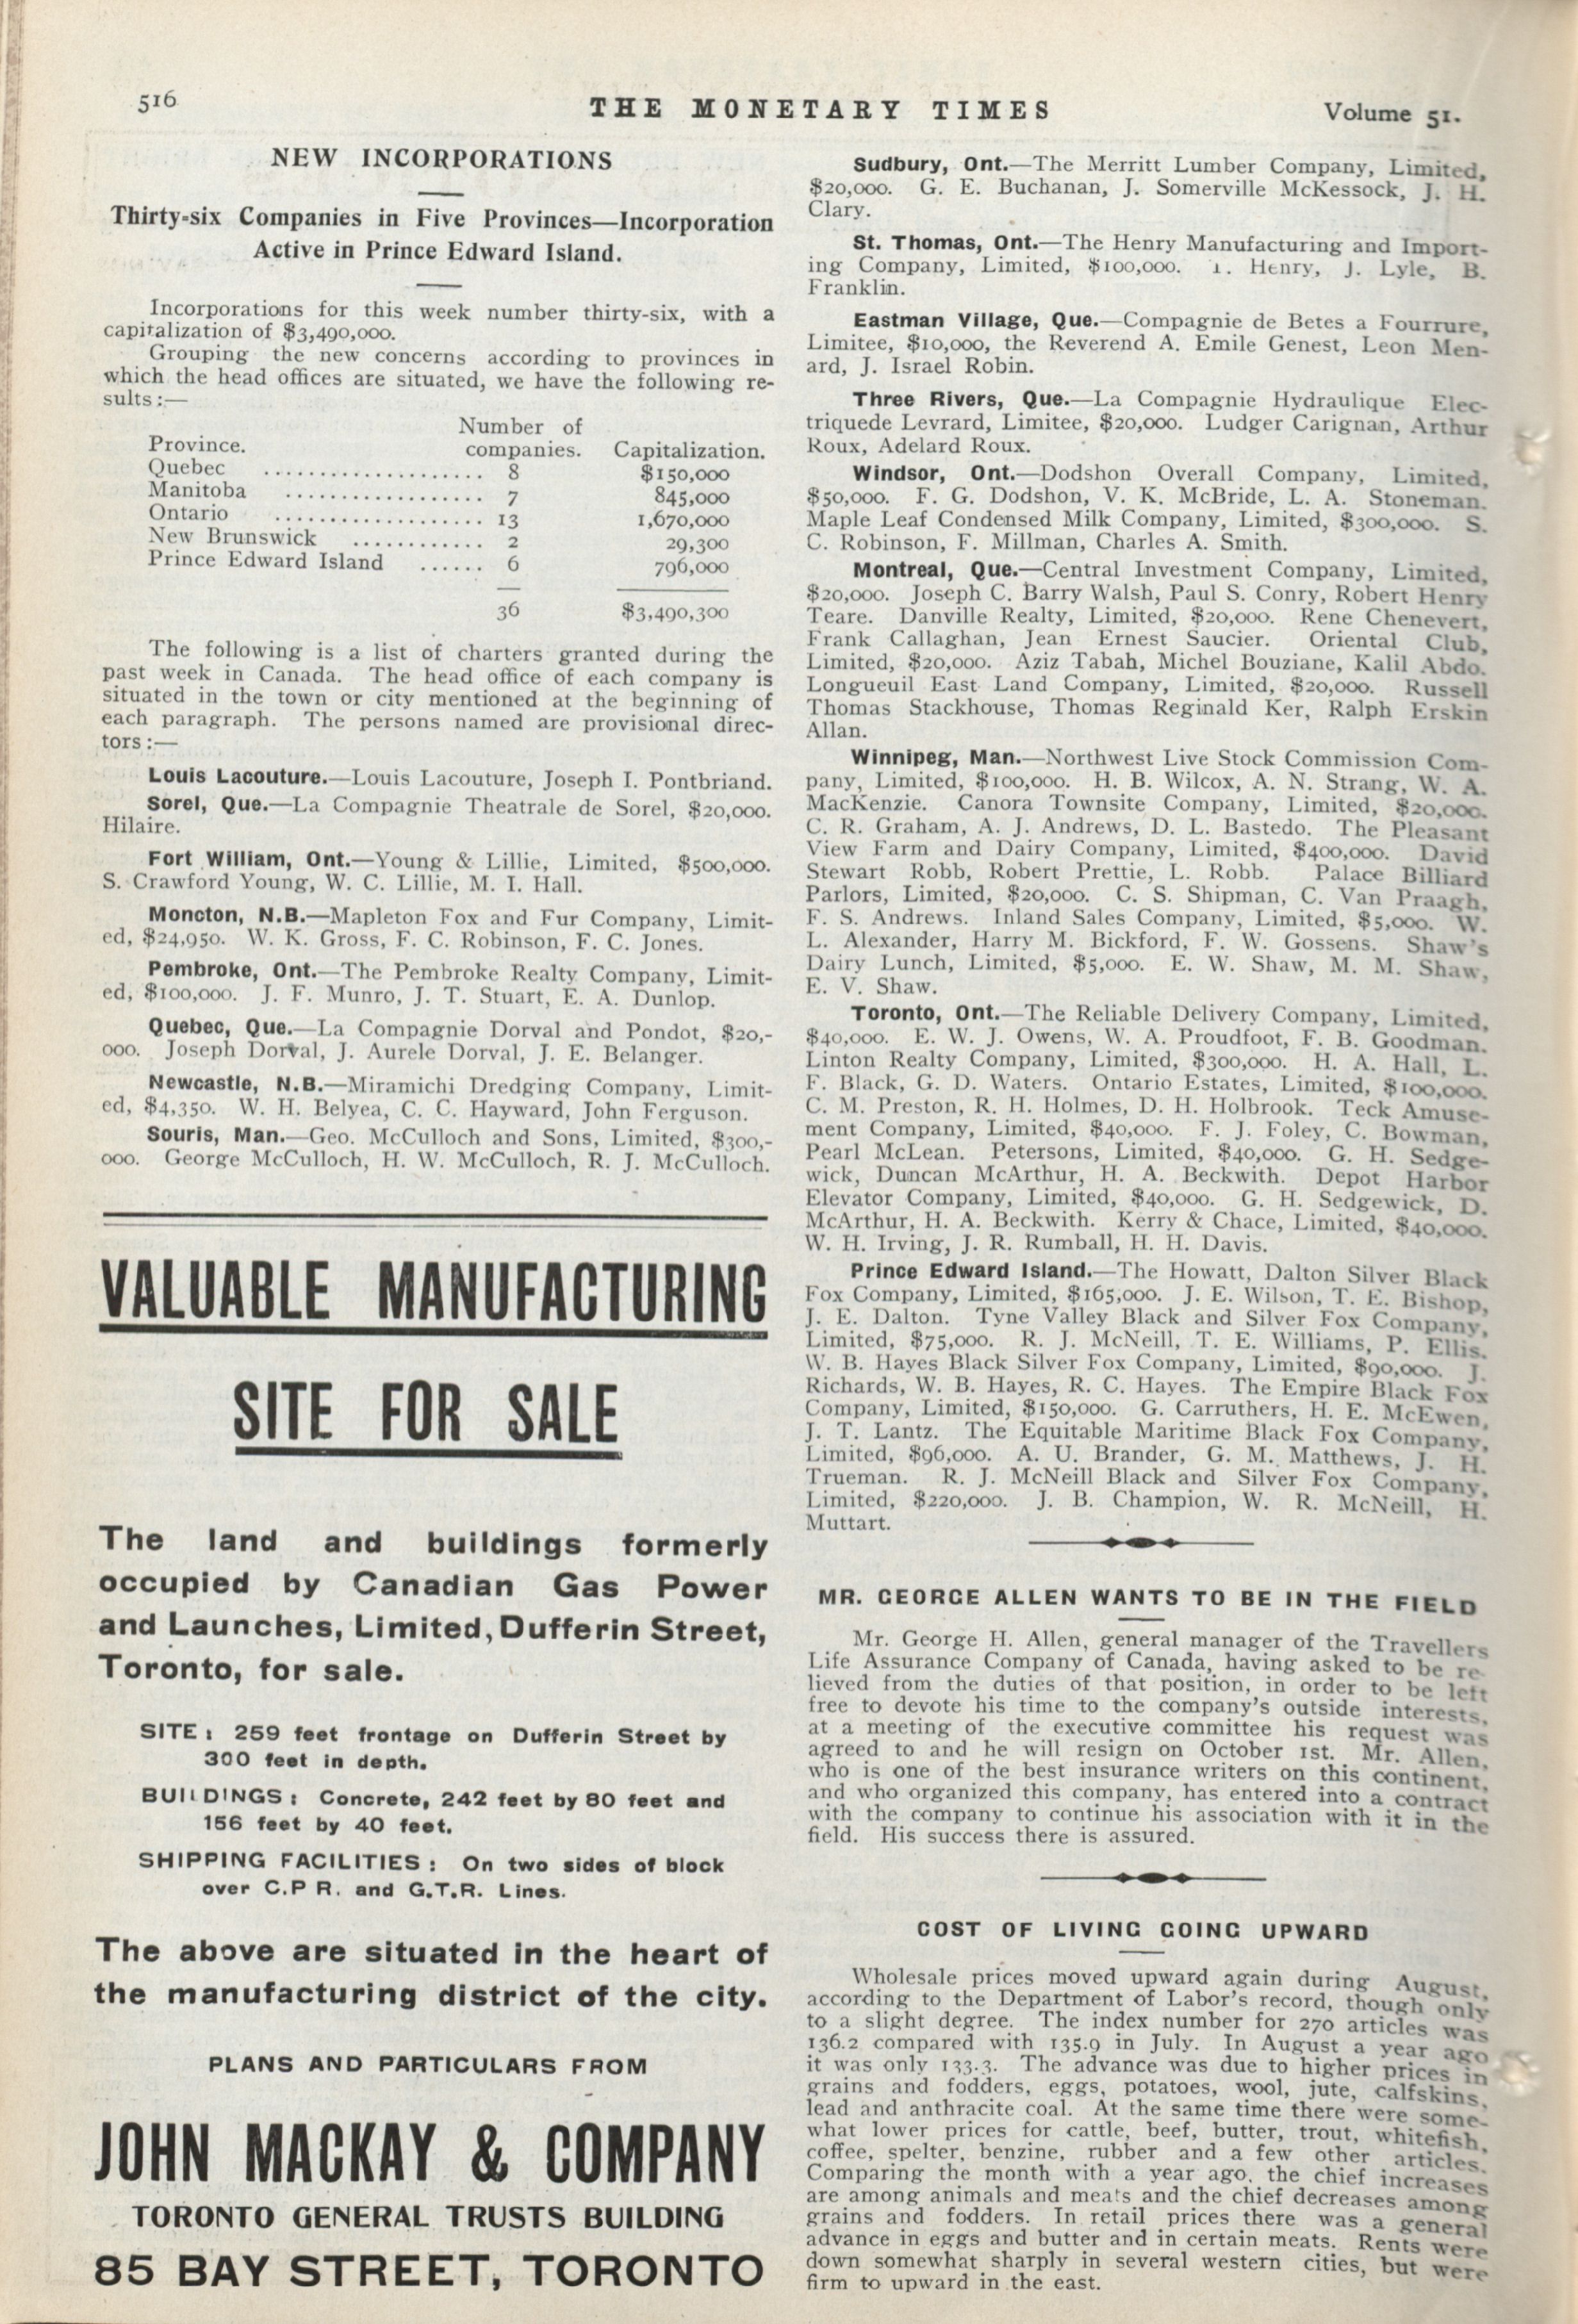 516
THE MONETARY TIMES
Volume 51.
NEW INCORPORATIONS
Thirty-six Companies in Five Provinces—Incorporation
Active in Prince Edward Island.
Incorporations for this week number thirty-six, with a
capitalization of $3,490,000.
Grouping the new concerns according to provinces in
which the head offices are situated, we have the following re-
sults:—
Number of
Province. companies. Capitalization.
Quebec .................... 8 $150,000
Manitoba .................. 7 845,000
Ontario ................... 13 1,670,000
New Brunswick ............ 2 29,300
Prince Edward Island ...... 6 796,000
36 $3,490,300
The following is a list of charters granted during the
past week in Canada. The head office of each company is
situated in the town or city mentioned at the beginning of
each paragraph. The persons named are provisional direc-
tors:—
Louis Lacouture.—Louis Lacouture, Joseph I. Pontbriand.
Sorel, Que.—La Compagnie Theatrale de Sorel, $20,000.
Hilaire.
Fort William, Ont.—Young & Lillie, Limited, $500,000.
S. Crawford Young, W. C. Lillie, M. I. Hall.
Moncton, N.B.—Mapleton Fox and Fur Company, Limit-
ed, $24,950. W. K. Gross, F. C. Robinson, F. C. Jones.
Pembroke, Ont.—The Pembroke Realty Company, Limit-
ed, $100,000. J. F. Munro, J. T. Stuart, E. A. Dunlop.
Quebec, Que.—La Compagnie Dorval and Pondot, $20,-
000. Joseph Dorval, J. Aurele Dorval, J. E. Belanger.
Newcastle, N.B.—Miramichi Dredging Company, Limit-
ed, $4,350. W. H. Belyea, C. C. Hayward, John Ferguson.
Souris, Man.—Geo. McCulloch and Sons, Limited, $300,-
000. George McCulloch, H. W. McCulloch, R. J. McCulloch.
VALUABLE MANUFACTURING
SITE FOR SALE
The land and buildings formerly
occupied by Canadian Gas Power
and Launches, Limited, Dufferin Street,
Toronto, for sale.
SITE: 259 feet frontage on Dufferin Street by
300 feet in depth.
BUILDINGS: Concrete, 242 feet by 80 feet and
156 feet by 40 feet.
SHIPPING FACILITIES: On two sides of block
over C.P R. and G.T.R. Lines.
The above are situated in the heart of
the manufacturing district of the city.
PLANS AND PARTICULARS FROM
JOHN MACKAY & COMPANY
TORONTO GENERAL TRUSTS BUILDING
85 BAY STREET, TORONTO
Sudbury, Ont.—The Merritt Lumber Company, Limited,
$20,000. G. E. Buchanan, J. Somerville McKessock, J. H.
Clary.
St. Thomas, Ont.—The Henry Manufacturing and Import-
ing Company, Limited, $100,000. Henry, J. Lyle, B.
Franklin.
Eastman Village, Que.—Compagnie de Betes a Fourrure,
Limitee, $10,000, the Reverend A. Emile Genest, Leon Men-
ard, J. Israel Robin.
Three Rivers, Que.—La Compagnie Hydraulique Elec-
triquede Levrard, Limitee, $20,000. Ludger Carignan, Arthur
Roux, Adelard Roux.
Windsor, Ont.—Dodshon Overall Company, Limited,
$50,000. F. G. Dodshon, V. K. McBride, L. A. Stoneman.
Maple Leaf Condensed Milk Company, Limited, $300,000. S.
C. Robinson, F. Millman, Charles A. Smith.
Montreal, Que.—Central Investment Company, Limited,
$20,000. Joseph C. Barry Walsh, Paul S. Conry, Robert Henry
Teare. Danville Realty, Limited, $20,000. Rene Chenevert,
Frank Callaghan, Jean Ernest Saucier. Oriental Club,
Limited, $20,000. Aziz Tabah, Michel Bouziane, Kalil Abdo.
Longueuil East Land Company, Limited, $20,000. Russell
Thomas Stackhouse, Thomas Reginald Ker, Ralph Erskin
Allan.
Winnipeg, Man.—Northwest Live Stock Commission Com-
pany, Limited, $100,000. H. B. Wilcox, A. N. Strang, W. A.
MacKenzie. Canora Townsite Company, Limited, $20,000.
C. R. Graham, A. J. Andrews, D. L. Bastedo. The Pleasant
View Farm and Dairy Company, Limited, $400,000. David
Stewart Robb, Robert Prettie, L. Robb. Palace Billiard
Parlors, Limited, $20,000. C. S. Shipman, C. Van Praagh,
F. S. Andrews. Inland Sales Company, Limited, $5,000. W.
L. Alexander, Harry M. Bickford, F. W. Gossens. Shaw's
Dairy Lunch, Limited, $5,000. E. W. Shaw, M. M. Shaw,
E. V. Shaw.
Toronto, Ont.—The Reliable Delivery Company, Limited,
$40,000. E. W. J. Owens, W. A. Proudfoot, F. B. Goodman.
Linton Realty Company, Limited, $300,000. H. A. Hall, L.
F. Black, G. D. Waters. Ontario Estates, Limited, $100,000.
C. M. Preston, R. H. Holmes, D. H. Holbrook. Teck Amuse-
ment Company, Limited, $40,000. F. J. Foley, C. Bowman,
Pearl McLean. Petersons, Limited, $40,000. G. H. Sedge-
wick, Duncan McArthur, H. A. Beckwith. Depot Harbor
Elevator Company, Limited, $40,000. G. H. Sedgewick, D.
McArthur, H. A. Beckwith. Kerry & Chace, Limited, $40,000.
W. H. Irving, J. R. Rumball, H. H. Davis.
Prince Edward Island.—The Howatt, Dalton Silver Black
Fox Company, Limited, $165,000. J. E. Wilson, T. E. Bishop,
J. E. Dalton. Tyne Valley Black and Silver Fox Company,
Limited, $75,000. R. J. McNeill, T. E. Williams, P. Ellis.
W. B. Hayes Black Silver Fox Company, Limited, $90,000. J.
Richards, W. B. Hayes, R. C. Hayes. The Empire Black Fox
Company, Limited, $150,000. G. Carruthers, H. E. McEwen,
J. T. Lantz. The Equitable Maritime Black Fox Company,
Limited, $96,000. A. U. Brander, G. M. Matthews, J. H.
Trueman. R. J. McNeill Black and Silver Fox Company,
Limited, $220,000. J. B. Champion, W. R. McNeill, H.
Muttart.
MR. GEORGE ALLEN WANTS TO BE IN THE FIELD
Mr. George H. Allen, general manager of the Travellers
Life Assurance Company of Canada, having asked to be re-
lieved from the duties of that position, in order to be left
free to devote his time to the company's outside interests,
at a meeting of the executive committee his request was
agreed to and he will resign on October 1st. Mr. Allen,
who is one of the best insurance writers on this continent,
and who organized this company, has entered into a contract
with the company to continue his association with it in the
field. His success there is assured.
COST OF LIVING GOING UPWARD
Wholesale prices moved upward again during August,
according to the Department of Labor's record, though only
to a slight degree. The index number for 270 articles was
136.2 compared with 135.9 in July. In August a year ago
it was only 133.3. The advance was due to higher prices in
grains and fodders, eggs, potatoes, wool, jute, calfskins,
lead and anthracite coal. At the same time there were some-
what lower prices for cattle, beef, butter, trout, whitefish,
coffee, spelter, benzine, rubber and a few other articles.
Comparing the month with a year ago, the chief increases
are among animals and meats and the chief decreases among
grains and fodders. In retail prices there was a general
advance in eggs and butter and in certain meats. Rents were
down somewhat sharply in several western cities, but were
firm to upward in the east.